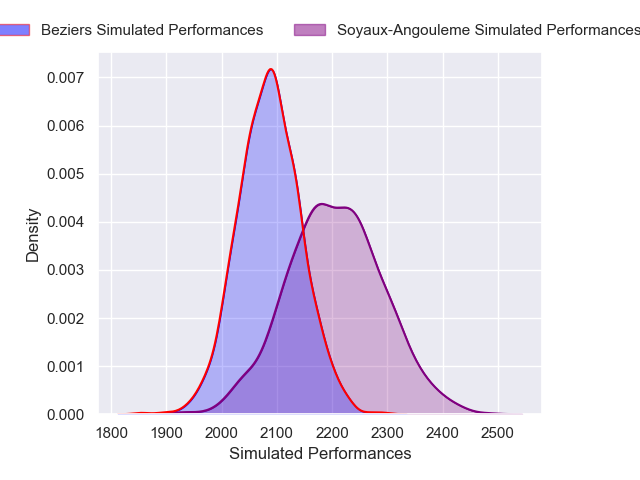 Beziers Simulated Performances Soyaux-Angouleme Simulated Performances
0.007
0.006
0.005
0.004
0.003
0.002
0.001
0.000
Density
1800 1900 2000 2100 2200 2300 2400 2500
Simulated Performances